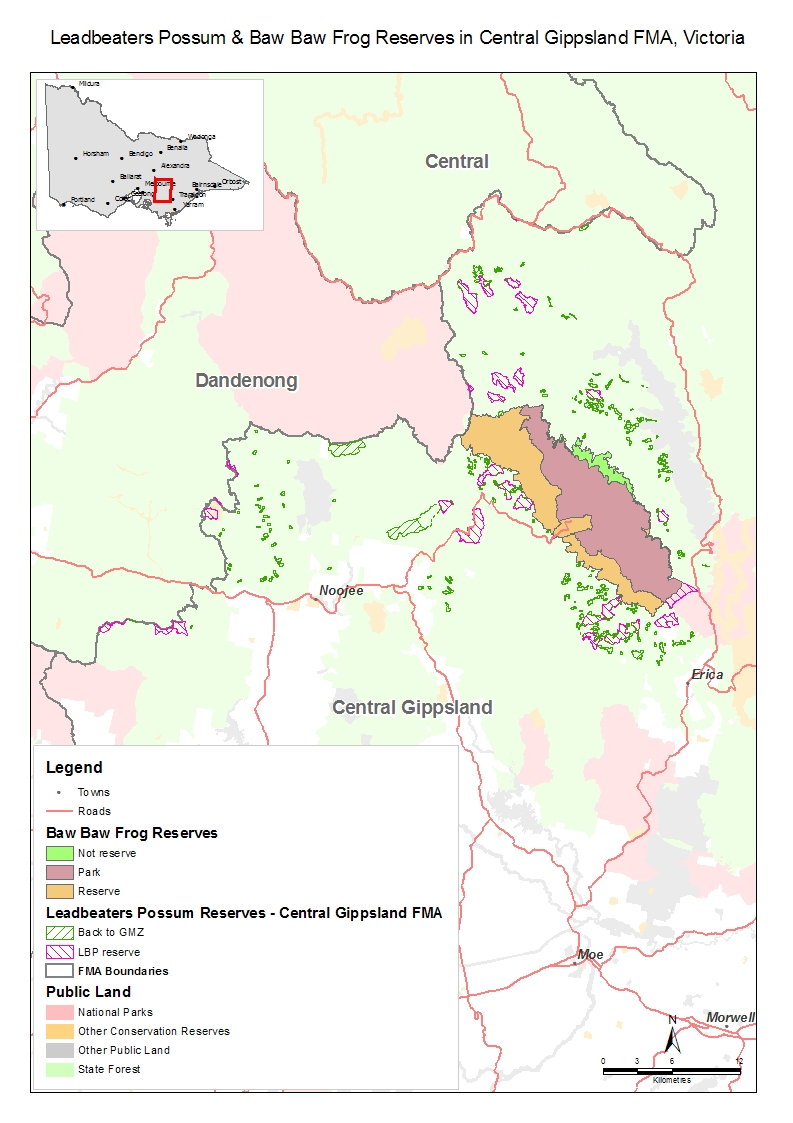 Leadbeaters Possum & Baw Baw Frog Reserves in Central Gippsland FMA, Victoria
Mildura
Wodonga
Horsham
Bendigo
Benalla
Alexandra
Ballarat
Melbourne
Bairnsdale
Orbost
Portland
Traralgon
Yarram
Central
Dandenong
Noojee
Erica
Central Gippsland
Moe
Morwell
Legend
Towns
Roads
Baw Baw Frog Reserves
Not reserve
Park
Reserve
Leadbeaters Possum Reserves - Central Gippsland FMA
Back to GMZ
LBP reserve
FMA Boundaries
Public Land
National Parks
Other Conservation Reserves
Other Public Land
State Forest
N
0 3 6 12
Kilometres